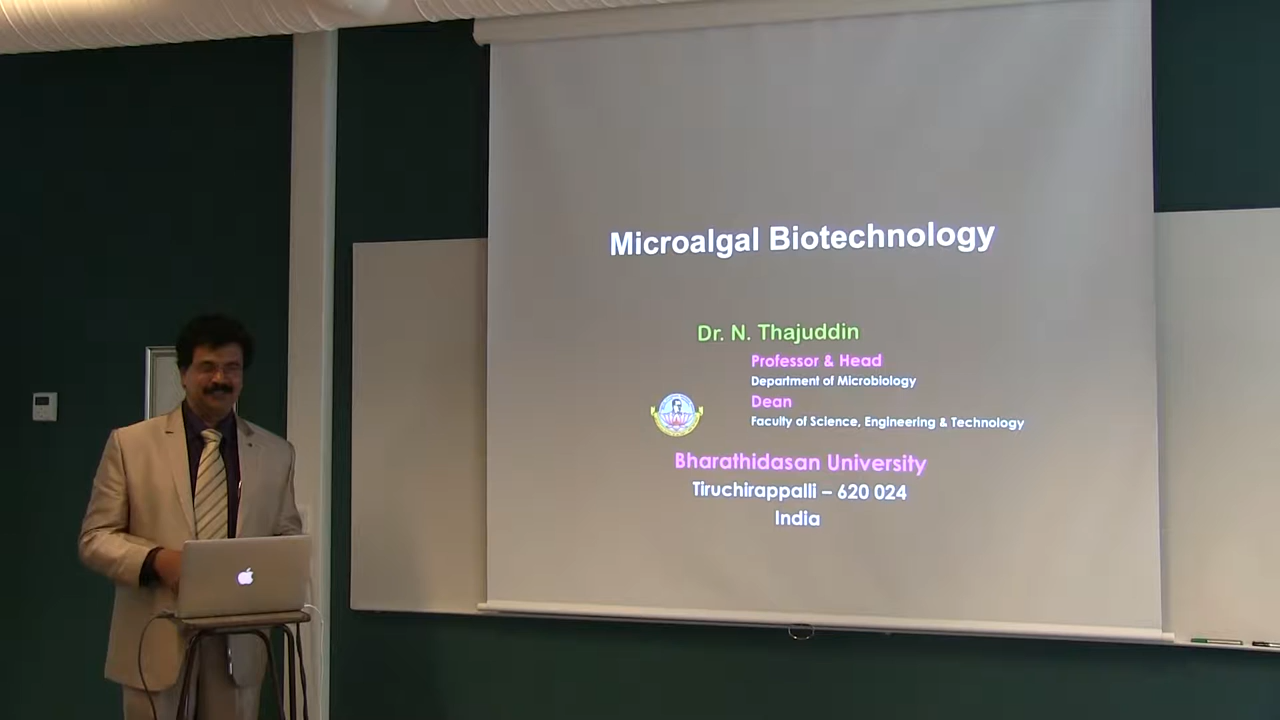 Microalgal Biotechnology
Dr. N. Thajuddin
Professor & Head
Department of Microbiology
Dean
Faculty of Science, Engineering & Technology
Bharathidasan University
Tiruchirappalli – 620 024
India